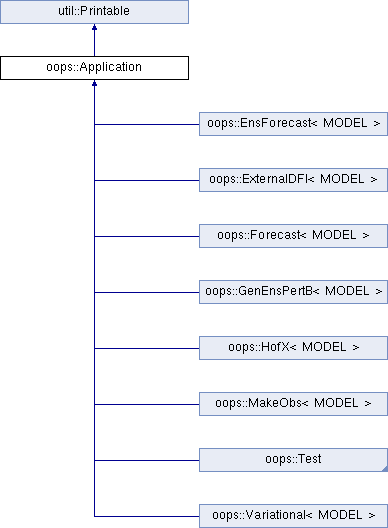 util::Printable
oops::Application
oops::EnsForecast< MODEL >
oops::ExternalDFI< MODEL >
oops::Forecast< MODEL >
oops::GenEnsPertB< MODEL >
oops::HofX< MODEL >
oops::MakeObs< MODEL >
oops::Test
oops::Variational< MODEL >